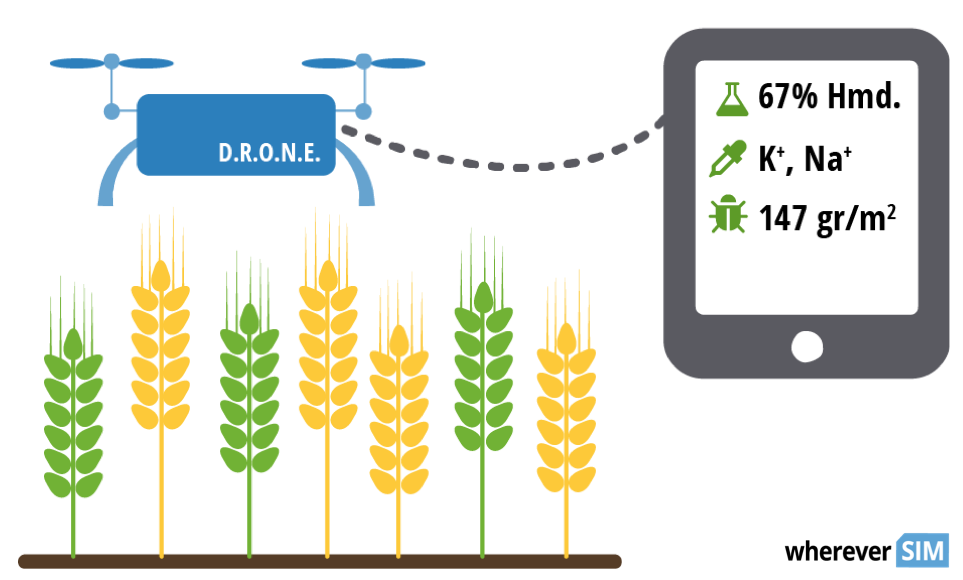 D.R.O.N.E.
67% Hmd.
K⁺, Na⁺
147 gr/m²
wherever SIM